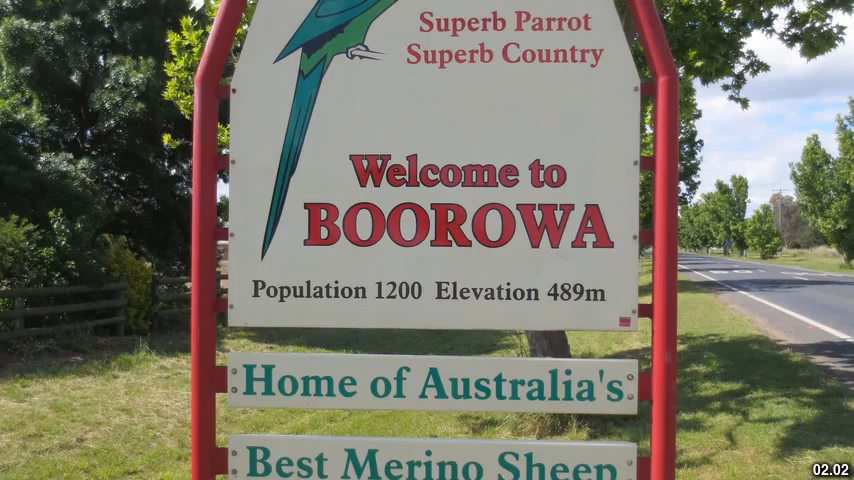 Superb Parrot
Superb Country
Welcome to
BOOROWA
Population 1200 Elevation 489m
Home of Australia's
Best Merino Sheep
02.02